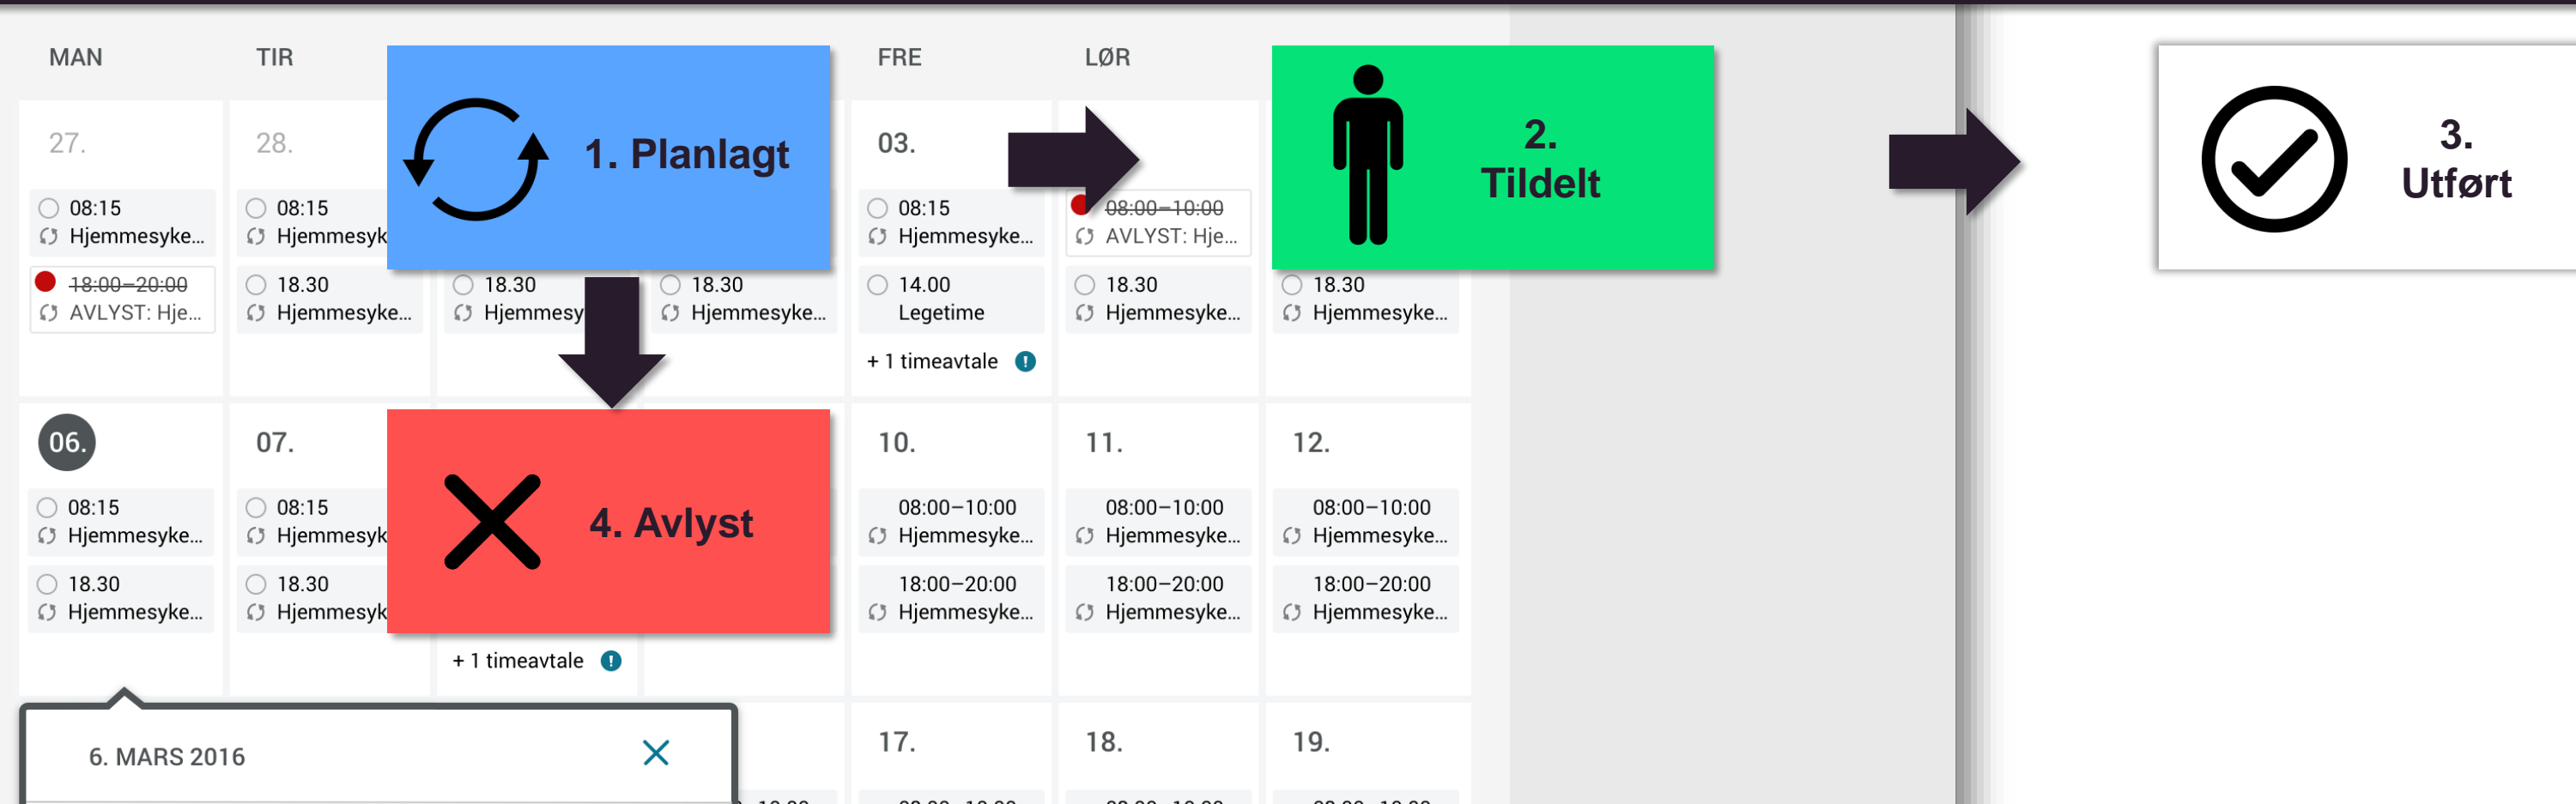 MAN
TIR
FRE
LØR
1. Planlagt
2.
Tildelt
3.
Utført
27.
28.
03.
08:15
Hjemmesyke...
08:15
Hjemmesyk
08:15
Hjemmesyke...
08:00–10:00
AVLYST: Hje...
18:00–20:00
AVLYST: Hje...
18.30
Hjemmesyke...
18.30
Hjemmesy
18.30
Hjemmesyke...
14.00
Legetime
18.30
Hjemmesyke...
18.30
Hjemmesyke...
+ 1 timeavtale
06.
07.
10.
11.
12.
4. Avlyst
08:15
Hjemmesyke...
08:15
Hjemmesyk
08:00–10:00
Hjemmesyke...
08:00–10:00
Hjemmesyke...
08:00–10:00
Hjemmesyke...
18.30
Hjemmesyke...
18.30
Hjemmesyk
18:00–20:00
Hjemmesyke...
18:00–20:00
Hjemmesyke...
18:00–20:00
Hjemmesyke...
+ 1 timeavtale
6. MARS 2016
17.
18.
19.